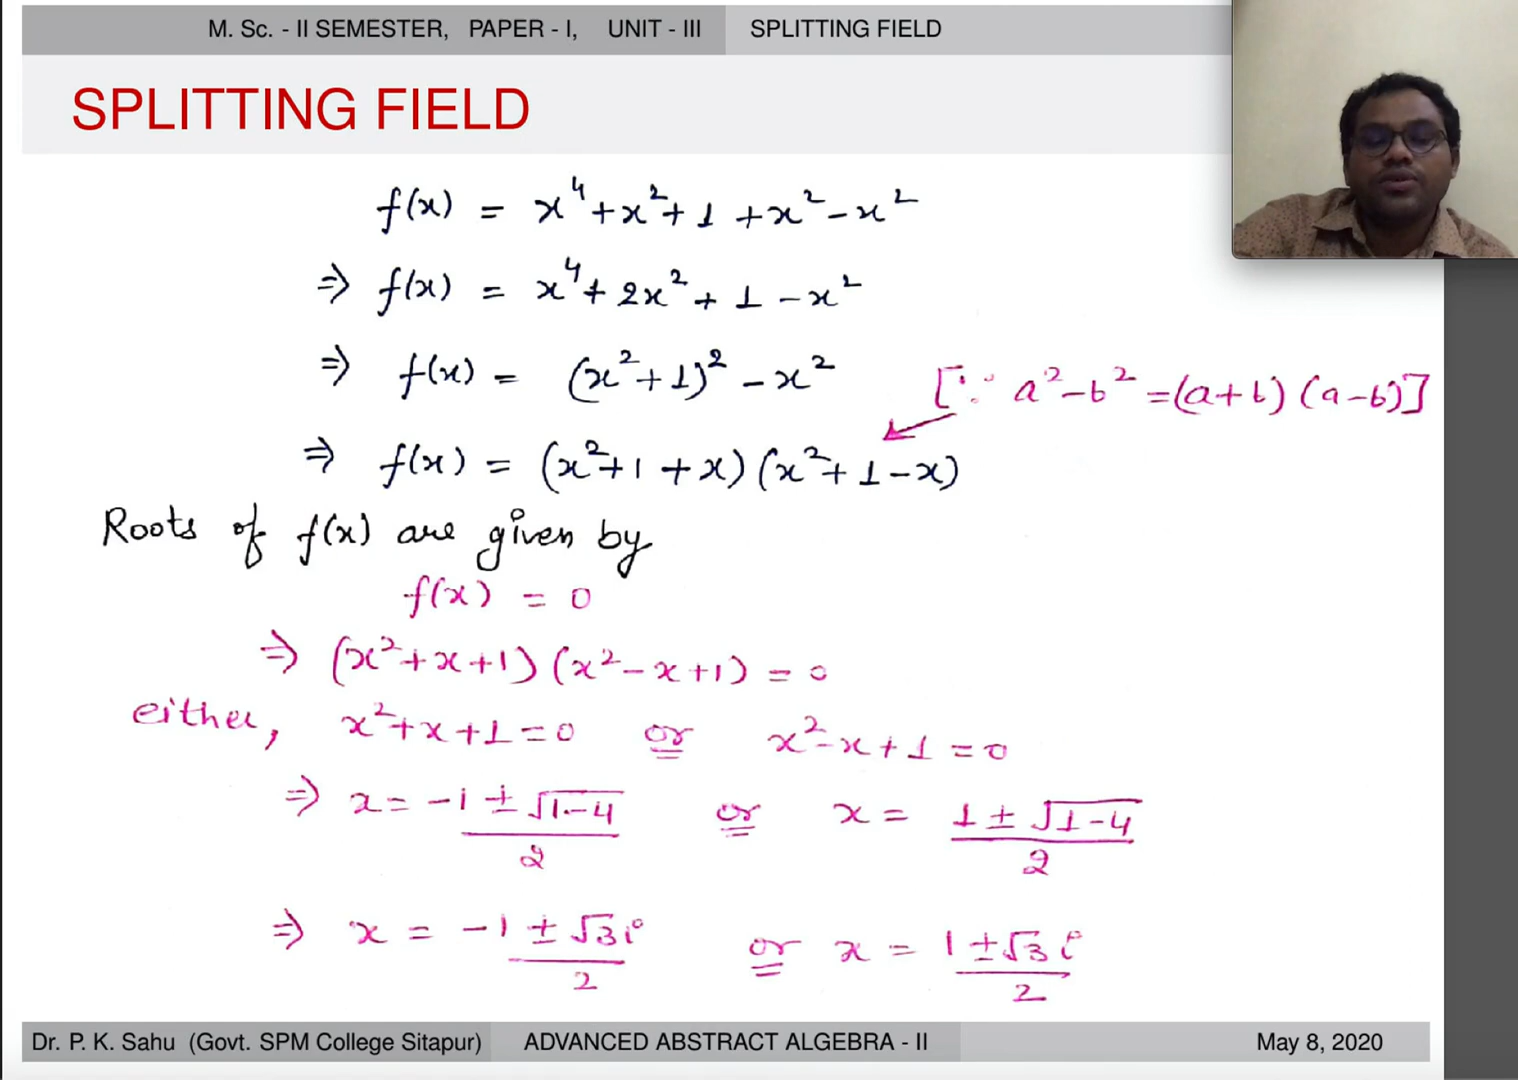 M. Sc. - II SEMESTER, PAPER - I, UNIT - III SPLITTING FIELD
SPLITTING FIELD
f(x) = x⁴+x²+1+x²-x²
⇒ f(x) = x⁴+2x²+1-x²
⇒ f(x) = (x²+1)²-x²
[∵ a²-b²=(a+b)(a-b)]
⇒ f(x) = (x²+1+x)(x²+1-x)
Roots of f(x) are given by
f(x) = 0
⇒ (x²+x+1)(x²-x+1) = 0
either, x²+x+1=0 or x²-x+1=0
⇒ x = (-1 ± √(1-4))/2 or x = (1 ± √(1-4))/2
⇒ x = (-1 ± √3i)/2 or x = (1 ± √3i)/2
Dr. P. K. Sahu (Govt. SPM College Sitapur) ADVANCED ABSTRACT ALGEBRA - II May 8, 2020